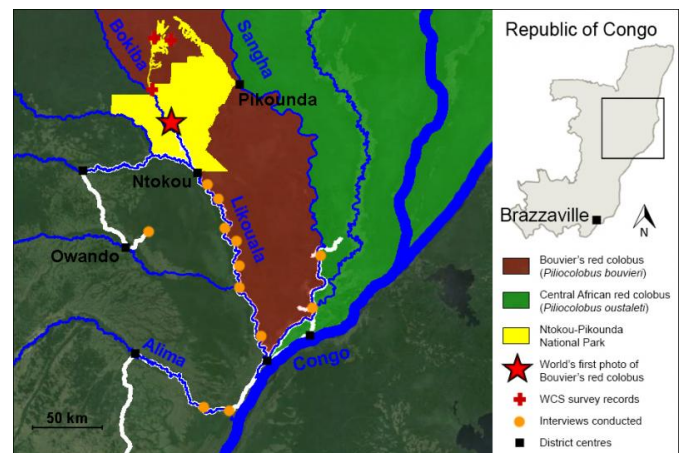 Bokiba
Sangha
Pikounda
Ntokou
Likouala
Owando
Alima
Congo
50 km
Republic of Congo
Brazzaville
N
Bouvier's red colobus
(Piliocolobus bouvieri)
Central African red colobus
(Piliocolobus oustaleti)
Ntokou-Pikounda
National Park
World's first photo of
Bouvier's red colobus
WCS survey records
Interviews conducted
District centres